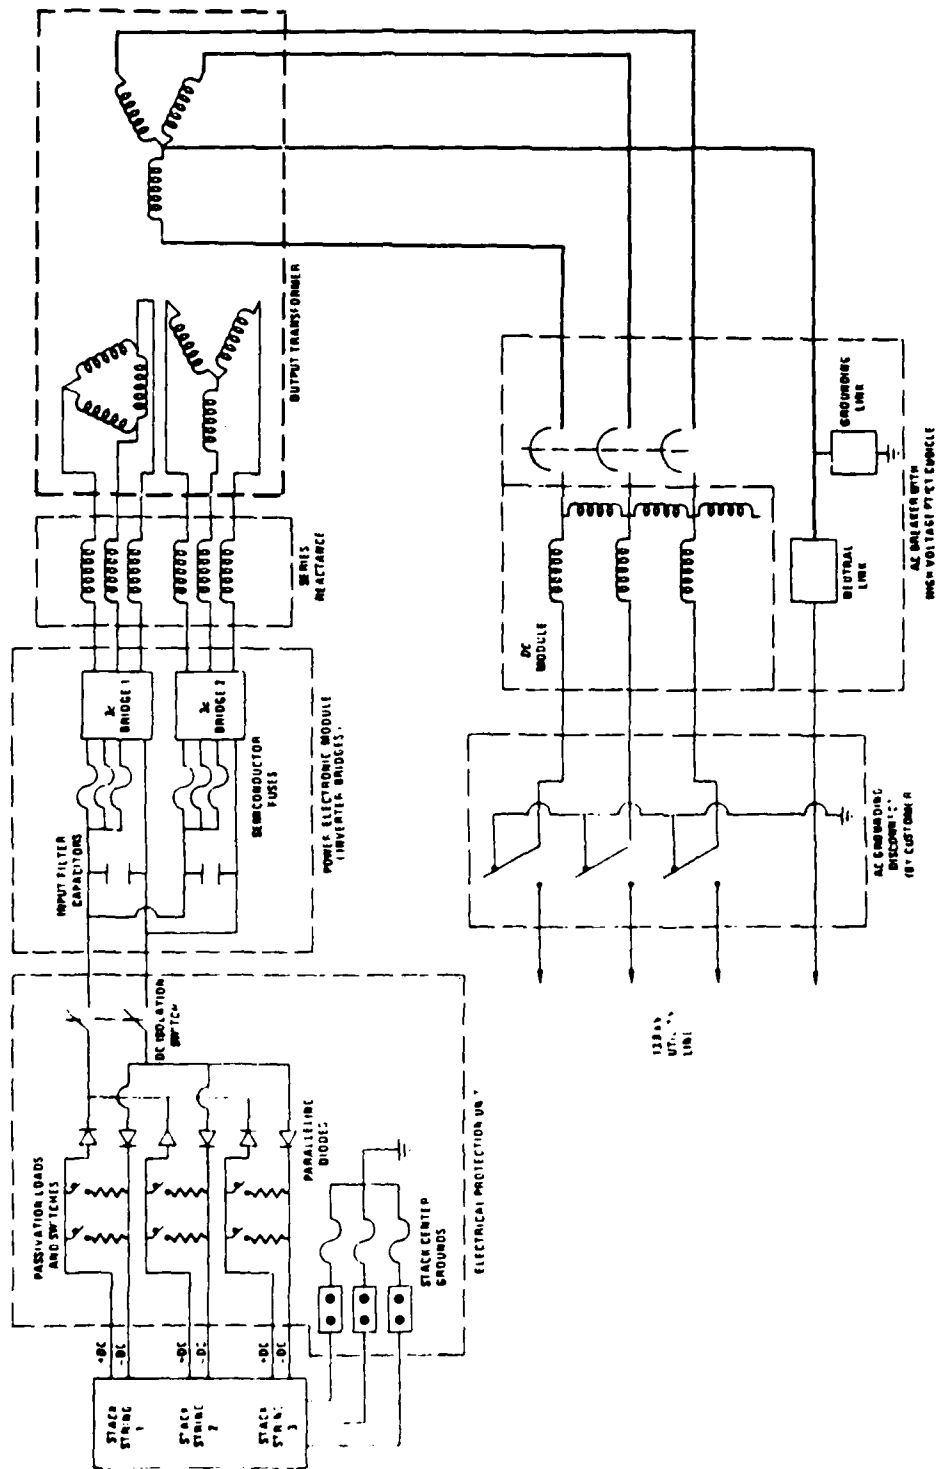 OUTPUT TRANSFORMER
SERIES
REACTANCE
BRIDGE 1
BRIDGE 2
SEMICONDUCTOR
FUSES
INPUT FILTER
CAPACITORS
POWER ELECTRONIC MODULE
(INVERTER BRIDGES)
DC ISOLATION
SWITCH
PASSIVATION LOADS
AND SWITCHES
PARALLELING
DIODES
STACK CENTER
GROUNDS
ELECTRICAL PROTECTION UNIT
+DC
-DC
+DC
-DC
+DC
-DC
STACK
STRING
1
STACK
STRING
2
STACK
STRING
3
GROUNDING
LINK
NEUTRAL
LINK
AC BREAKER WITH
HIGH VOLTAGE PT/CT CUBICLE
MODULE
AC GROUNDING
DISCONNECT
(BY CUSTOMER
LINE